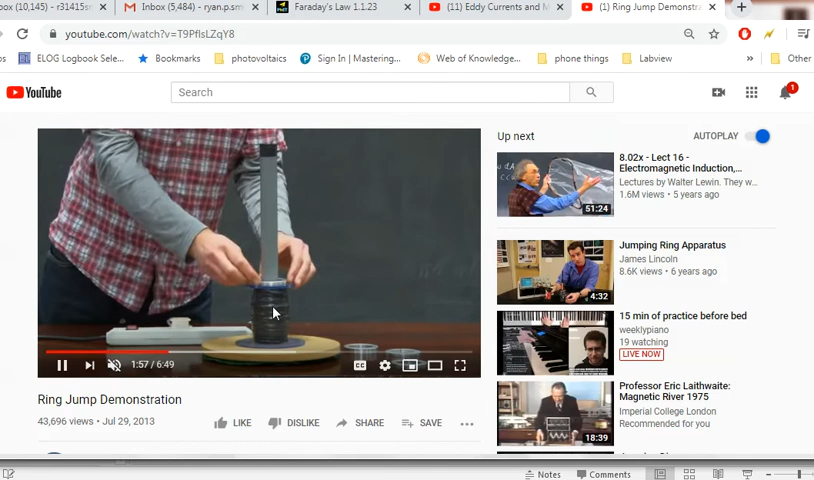 box (10,145) - r31415sm
Inbox (5,484) - ryan.p.smi
PhET
Faraday's Law 1.1.23
(11) Eddy Currents and M
(1) Ring Jump Demonstra
youtube.com/watch?v=T9PflsLZqY8
ELOG Logbook Sele...
Bookmarks
photovoltaics
Sign In | Mastering...
Web of Knowledge...
phone things
Labview
»
Other
YouTube
Search
1
Up next
AUTOPLAY
8.02x - Lect 16 -
Electromagnetic Induction,...
Lectures by Walter Lewin. They w...
1.6M views • 5 years ago
51:24
Jumping Ring Apparatus
James Lincoln
8.6K views • 6 years ago
4:32
15 min of practice before bed
weeklypiano
19 watching
LIVE NOW
Professor Eric Laithwaite:
Magnetic River 1975
Imperial College London
Recommended for you
18:39
1:57 / 6:49
CC
Ring Jump Demonstration
43,696 views • Jul 29, 2013
LIKE
DISLIKE
SHARE
SAVE
Notes
Comments